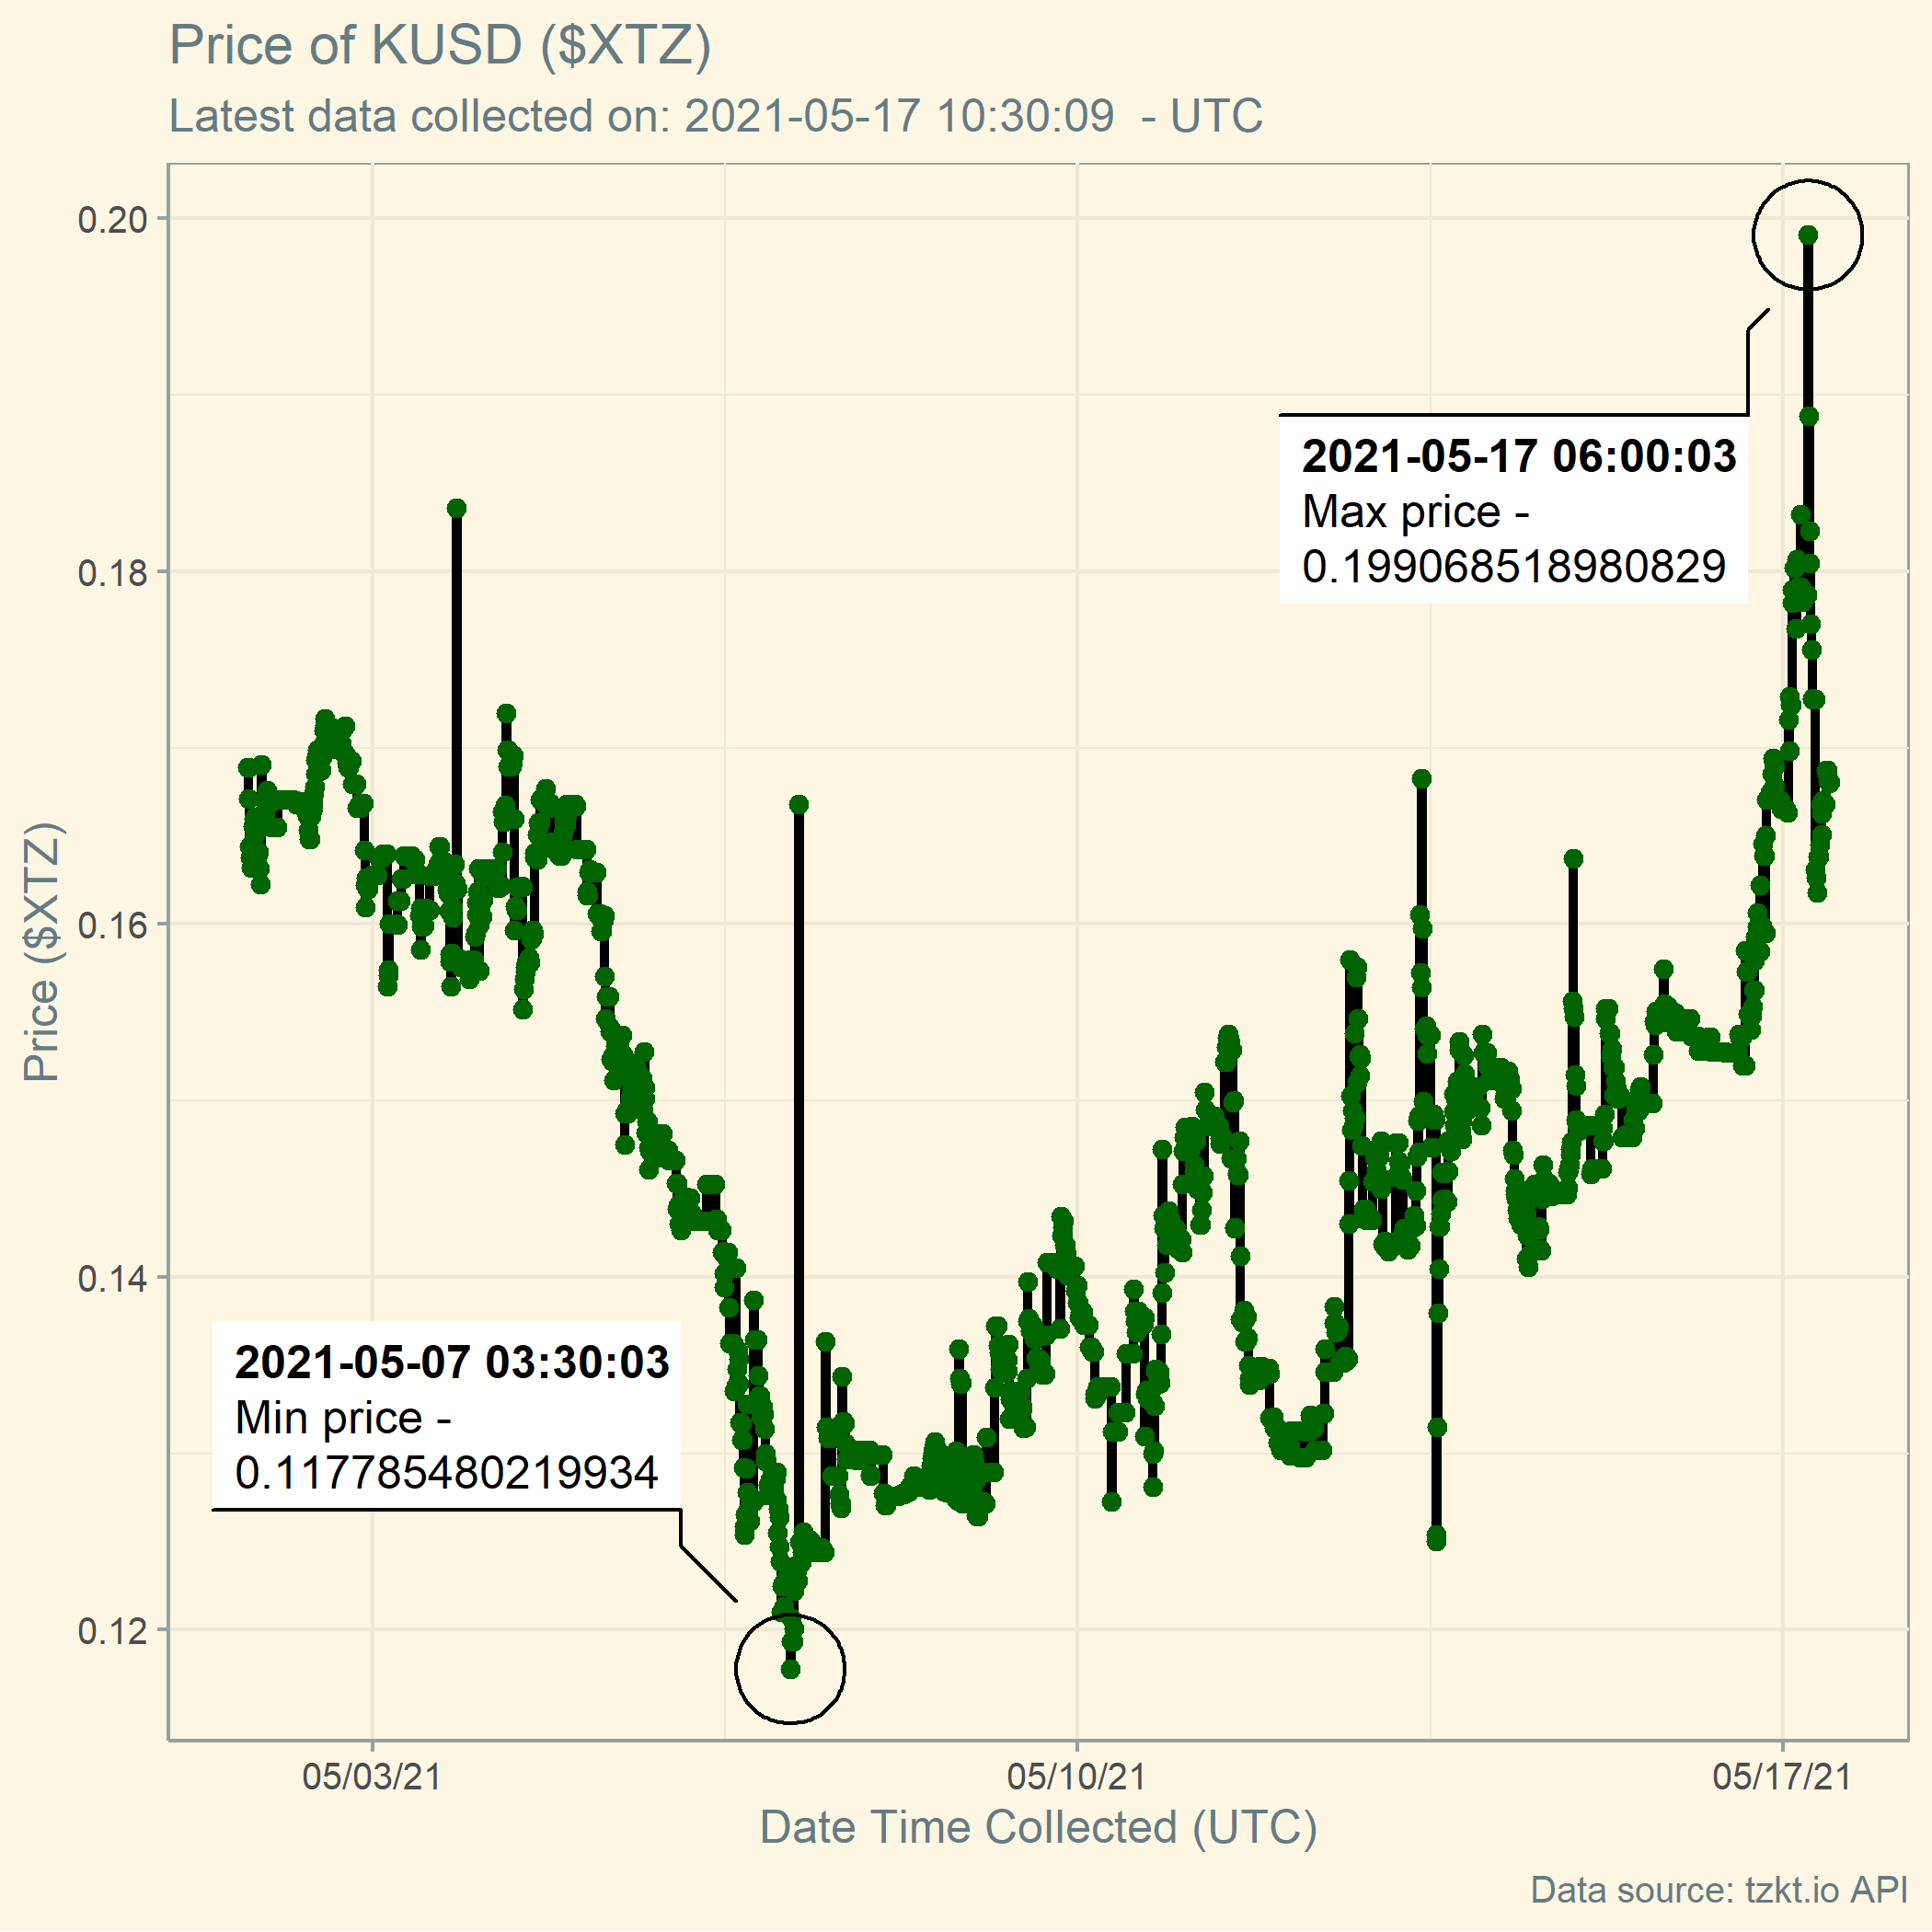 Price of KUSD ($XTZ)
Latest data collected on: 2021-05-17 10:30:09  - UTC
0.20
0.18
0.16
0.14
0.12
Price ($XTZ)
2021-05-17 06:00:03
Max price -
0.199068518980829
2021-05-07 03:30:03
Min price -
0.117785480219934
05/03/21
05/10/21
05/17/21
Date Time Collected (UTC)
Data source: tzkt.io API